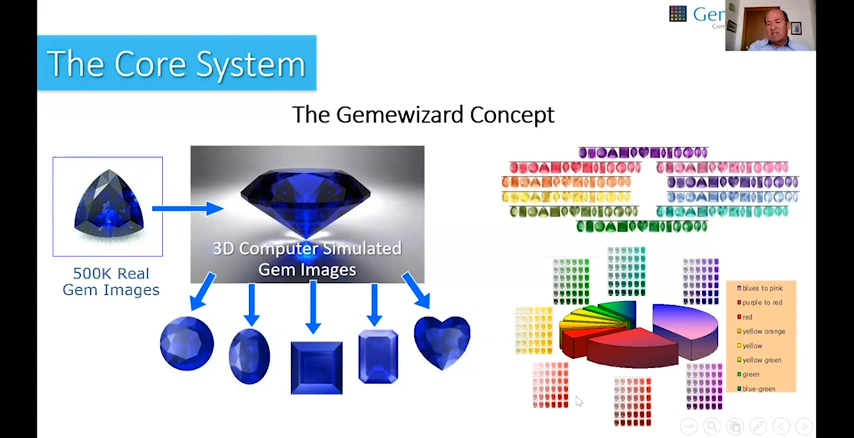 The Core System
The Gemewizard Concept
3D Computer Simulated
Gem Images
500K Real
Gem Images
blues to pink
purple to red
red
yellow orange
yellow
yellow green
green
blue-green